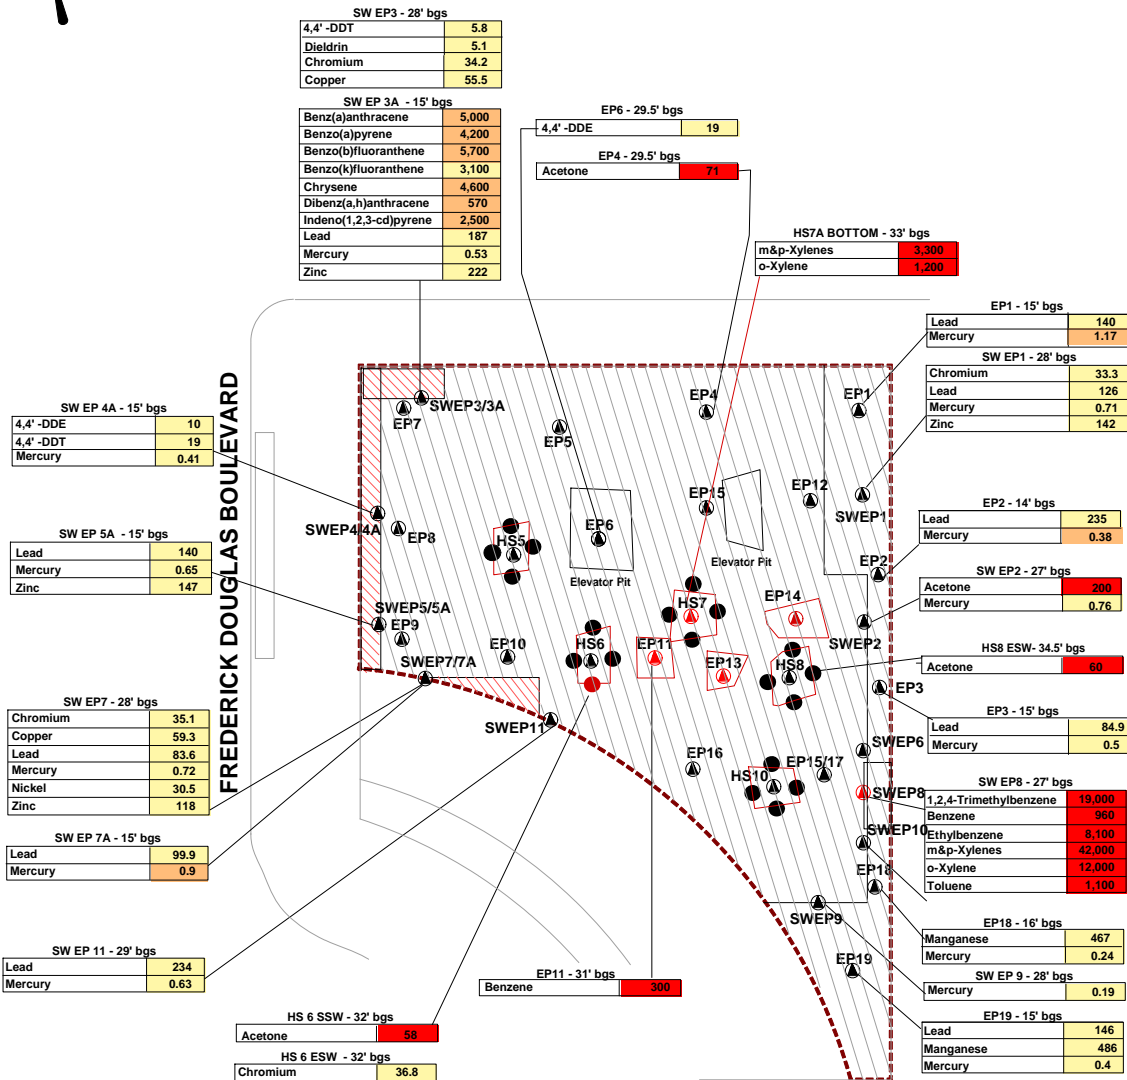 SW EP3 - 28' bgs
4,4' -DDT 5.8
Dieldrin 5.1
Chromium 34.2
Copper 55.5
SW EP 3A - 15' bgs
Benz(a)anthracene 5,000
Benzo(a)pyrene 4,200
Benzo(b)fluoranthene 5,700
Benzo(k)fluoranthene 3,100
Chrysene 4,600
Dibenz(a,h)anthracene 570
Indeno(1,2,3-cd)pyrene 2,500
Lead 187
Mercury 0.53
Zinc 222
EP6 - 29.5' bgs
4,4' -DDE 19
EP4 - 29.5' bgs
Acetone 71
HS7A BOTTOM - 33' bgs
m&p-Xylenes 3,300
o-Xylene 1,200
EP1 - 15' bgs
Lead 140
Mercury 1.17
SW EP1 - 28' bgs
Chromium 33.3
Lead 126
Mercury 0.71
Zinc 142
SW EP 4A - 15' bgs
4,4' -DDE 10
4,4' -DDT 19
Mercury 0.41
SW EP 5A - 15' bgs
Lead 140
Mercury 0.65
Zinc 147
EP2 - 14' bgs
Lead 235
Mercury 0.38
SW EP2 - 27' bgs
Acetone 200
Mercury 0.76
HS8 ESW- 34.5' bgs
Acetone 60
EP3 - 15' bgs
Lead 84.9
Mercury 0.5
SW EP8 - 27' bgs
1,2,4-Trimethylbenzene 19,000
Benzene 960
Ethylbenzene 8,100
m&p-Xylenes 42,000
o-Xylene 12,000
Toluene 1,100
SW EP7 - 28' bgs
Chromium 35.1
Copper 59.3
Lead 83.6
Mercury 0.72
Nickel 30.5
Zinc 118
SW EP 7A - 15' bgs
Lead 99.9
Mercury 0.9
SW EP 11 - 29' bgs
Lead 234
Mercury 0.63
EP11 - 31' bgs
Benzene 300
HS 6 SSW - 32' bgs
Acetone 58
HS 6 ESW - 32' bgs
Chromium 36.8
EP18 - 16' bgs
Manganese 467
Mercury 0.24
SW EP 9 - 28' bgs
Mercury 0.19
EP19 - 15' bgs
Lead 146
Manganese 486
Mercury 0.4
FREDERICK DOUGLAS BOULEVARD
SWEP3/3A
EP7
EP5
EP4
EP1
EP15
EP12
SWEP1
SWEP4/4A
EP8
HS5
EP6
Elevator Pit
Elevator Pit
EP2
HS7
EP14
SWEP5/5A
EP9
SWEP2
EP10
HS6
EP11
EP13
HS8
SWEP7/7A
EP3
SWEP11
EP16
HS10
EP15/17
SWEP6
SWEP8
SWEP10
EP18
SWEP9
EP19